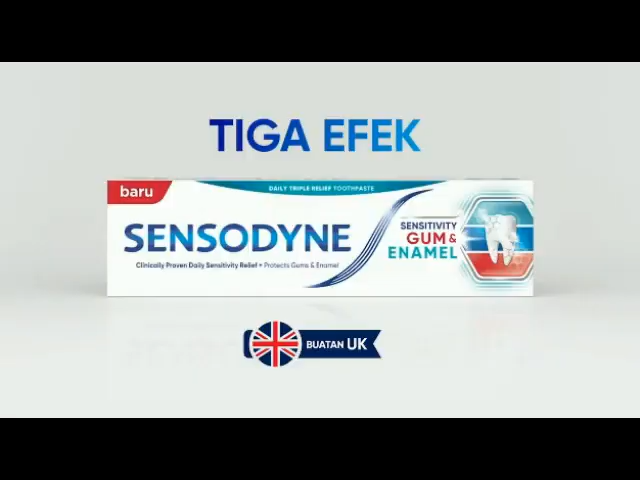 TIGA EFEK
baru
DAILY TRIPLE RELIEF TOOTHPASTE
SENSODYNE
Clinically Proven Daily Sensitivity Relief • Protects Gums & Enamel
SENSITIVITY
GUM &
ENAMEL
BUATAN UK